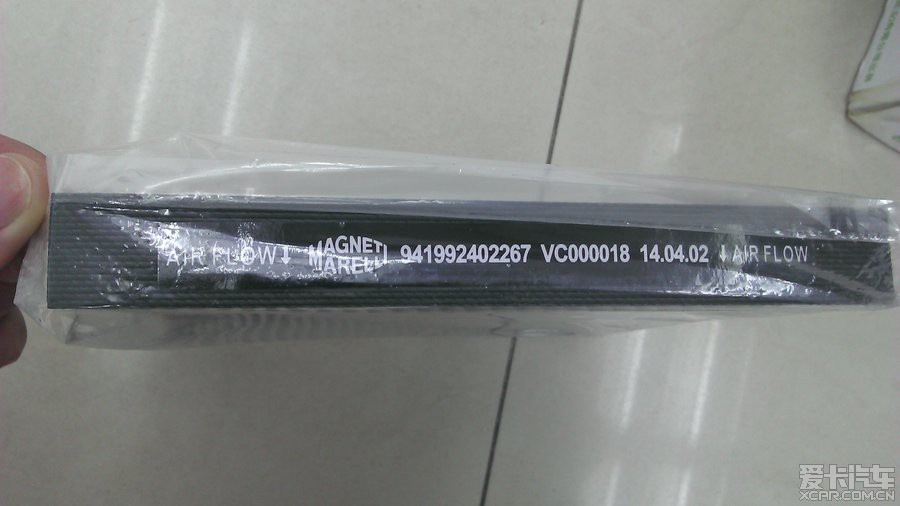 AIR FLOW↓ MAGNETI MARELLI 941992402267 VC000018 14.04.02 ↓AIR FLOW
爱卡汽车
XCAR.COM.CN